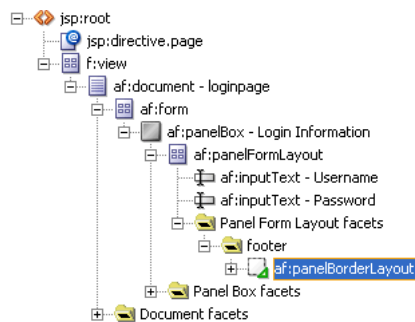 jsp:root
jsp:directive.page
f:view
af:document - loginpage
af:form
af:panelBox - Login Information
af:panelFormLayout
af:inputText - Username
af:inputText - Password
Panel Form Layout facets
footer
af:panelBorderLayout
Panel Box facets
Document facets